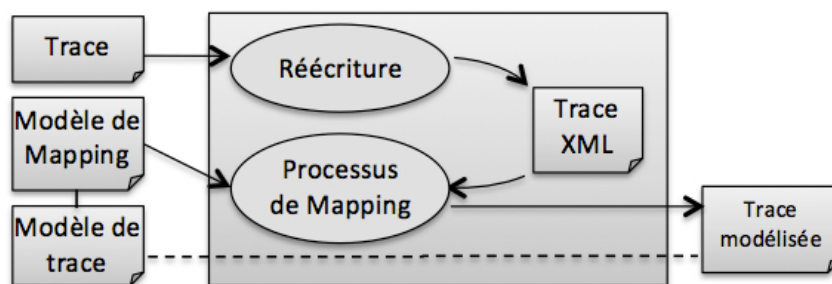 Trace
Réécriture
Trace
XML
Modèle de
Mapping
Processus
de Mapping
Modèle de
trace
Trace
modélisée